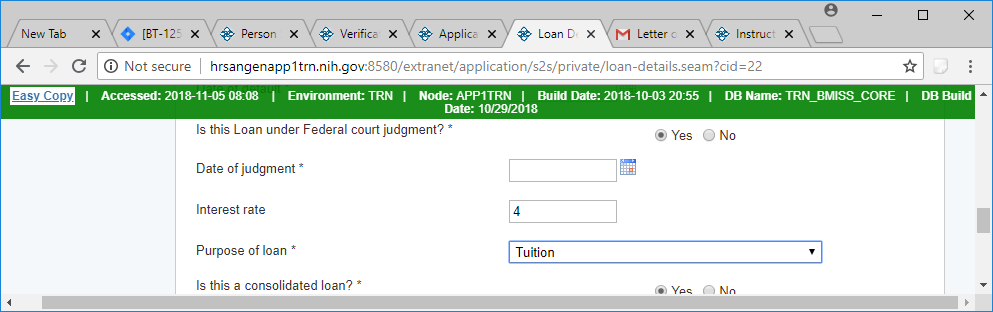 New Tab
[BT-125
Person
Verifica
Applica
Loan De
Letter o
Instruct
Not secure hrsangenapp1trn.nih.gov:8580/extranet/application/s2s/private/loan-details.seam?cid=22
Easy Copy | Accessed: 2018-11-05 08:08 | Environment: TRN | Node: APP1TRN | Build Date: 2018-10-03 20:55 | DB Name: TRN_BMISS_CORE | DB Build
Date: 10/29/2018
Is this Loan under Federal court judgment? * Yes No
Date of judgment *
Interest rate 4
Purpose of loan * Tuition
Is this a consolidated loan? * Yes No